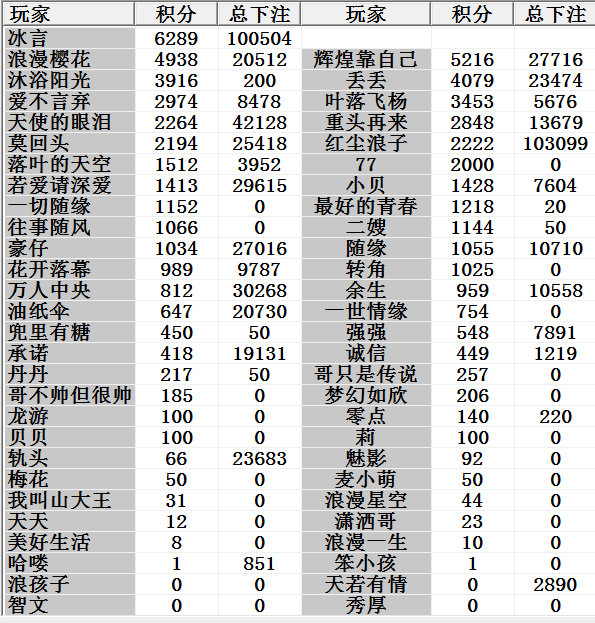 玩家 积分 总下注 玩家 积分 总下注
冰言 6289 100504
浪漫樱花 4938 20512 辉煌靠自己 5216 27716
沐浴阳光 3916 200 丢丢 4079 23474
爱不言弃 2974 8478 叶落飞杨 3453 5676
天使的眼泪 2264 42128 重头再来 2848 13679
莫回头 2194 25418 红尘浪子 2222 103099
落叶的天空 1512 3952 77 2000 0
若爱请深爱 1413 29615 小贝 1428 7604
一切随缘 1152 0 最好的青春 1218 20
往事随风 1066 0 二嫂 1144 50
豪仔 1034 27016 随缘 1055 10710
花开落幕 989 9787 转角 1025 0
万人中央 812 30268 余生 959 10558
油纸伞 647 20730 一世情缘 754 0
兜里有糖 450 50 强强 548 7891
承诺 418 19131 诚信 449 1219
丹丹 217 50 哥只是传说 257 0
哥不帅但很帅 185 0 梦幻如欣 206 0
龙游 100 0 零点 140 220
贝贝 100 0 莉 100 0
轨头 66 23683 魅影 92 0
梅花 50 0 麦小萌 50 0
我叫山大王 31 0 浪漫星空 44 0
天天 12 0 潇洒哥 23 0
美好生活 8 0 浪漫一生 10 0
哈喽 1 851 笨小孩 1 0
浪孩子 0 0 天若有情 0 2890
智文 0 0 秀厚 0 0